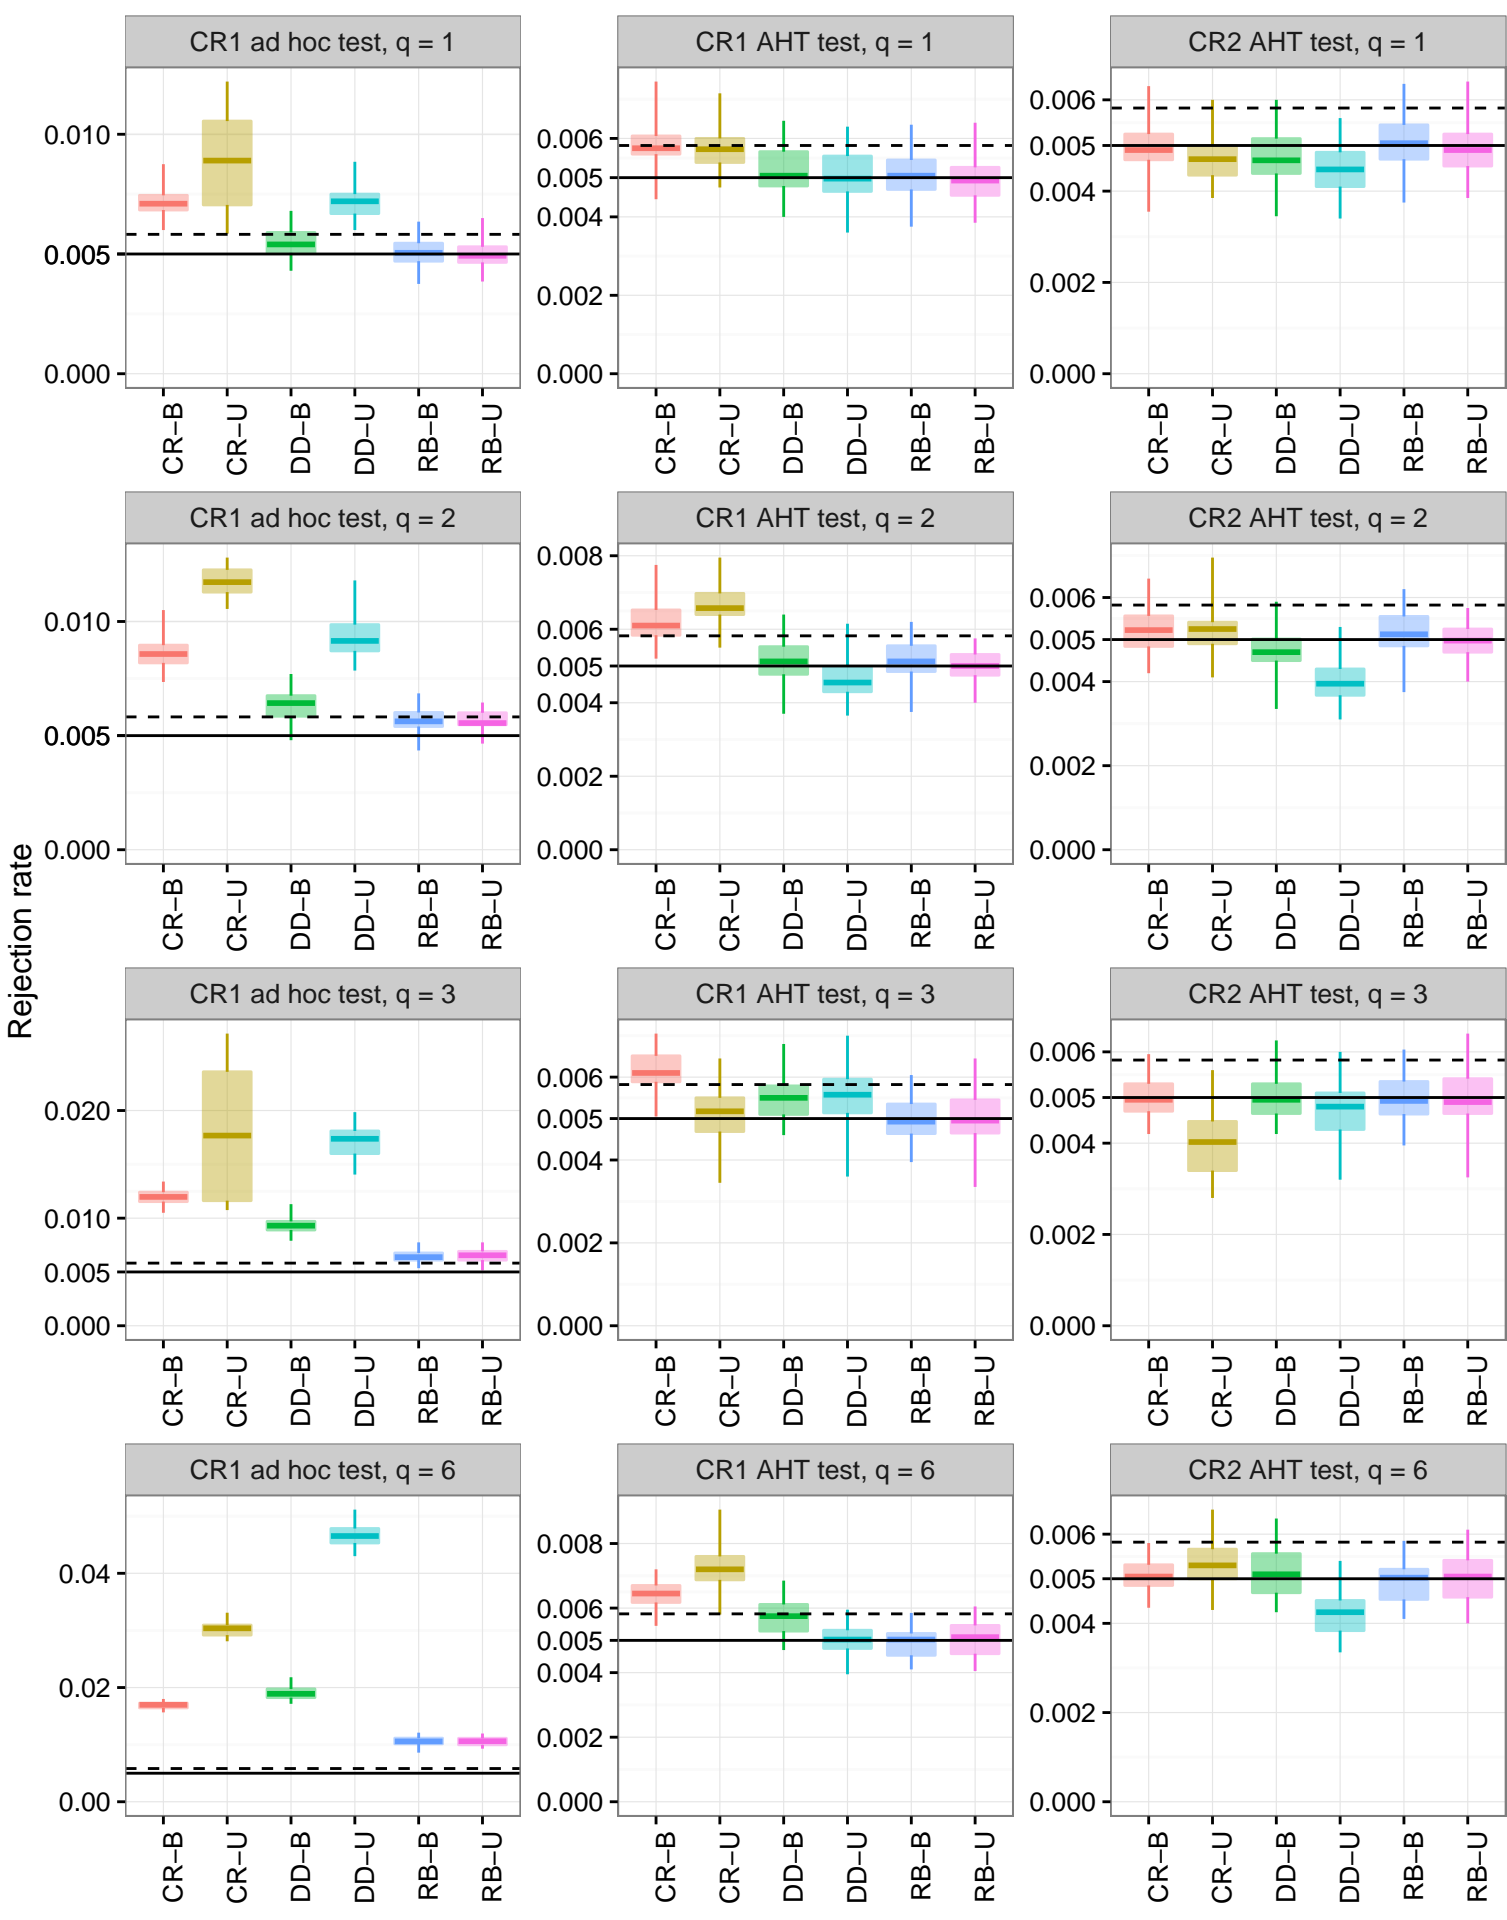 Rejection rate
CR1 ad hoc test, q = 1
0.010
0.005
0.000
CR−B
CR−U
DD−B
DD−U
RB−B
RB−U
CR1 AHT test, q = 1
0.006
0.005
0.004
0.002
0.000
CR−B
CR−U
DD−B
DD−U
RB−B
RB−U
CR2 AHT test, q = 1
0.006
0.005
0.004
0.002
0.000
CR−B
CR−U
DD−B
DD−U
RB−B
RB−U
CR1 ad hoc test, q = 2
0.010
0.005
0.000
CR−B
CR−U
DD−B
DD−U
RB−B
RB−U
CR1 AHT test, q = 2
0.008
0.006
0.005
0.004
0.002
0.000
CR−B
CR−U
DD−B
DD−U
RB−B
RB−U
CR2 AHT test, q = 2
0.006
0.005
0.004
0.002
0.000
CR−B
CR−U
DD−B
DD−U
RB−B
RB−U
CR1 ad hoc test, q = 3
0.020
0.010
0.005
0.000
CR−B
CR−U
DD−B
DD−U
RB−B
RB−U
CR1 AHT test, q = 3
0.006
0.005
0.004
0.002
0.000
CR−B
CR−U
DD−B
DD−U
RB−B
RB−U
CR2 AHT test, q = 3
0.006
0.005
0.004
0.002
0.000
CR−B
CR−U
DD−B
DD−U
RB−B
RB−U
CR1 ad hoc test, q = 6
0.04
0.02
0.00
CR−B
CR−U
DD−B
DD−U
RB−B
RB−U
CR1 AHT test, q = 6
0.008
0.006
0.005
0.004
0.002
0.000
CR−B
CR−U
DD−B
DD−U
RB−B
RB−U
CR2 AHT test, q = 6
0.006
0.005
0.004
0.002
0.000
CR−B
CR−U
DD−B
DD−U
RB−B
RB−U